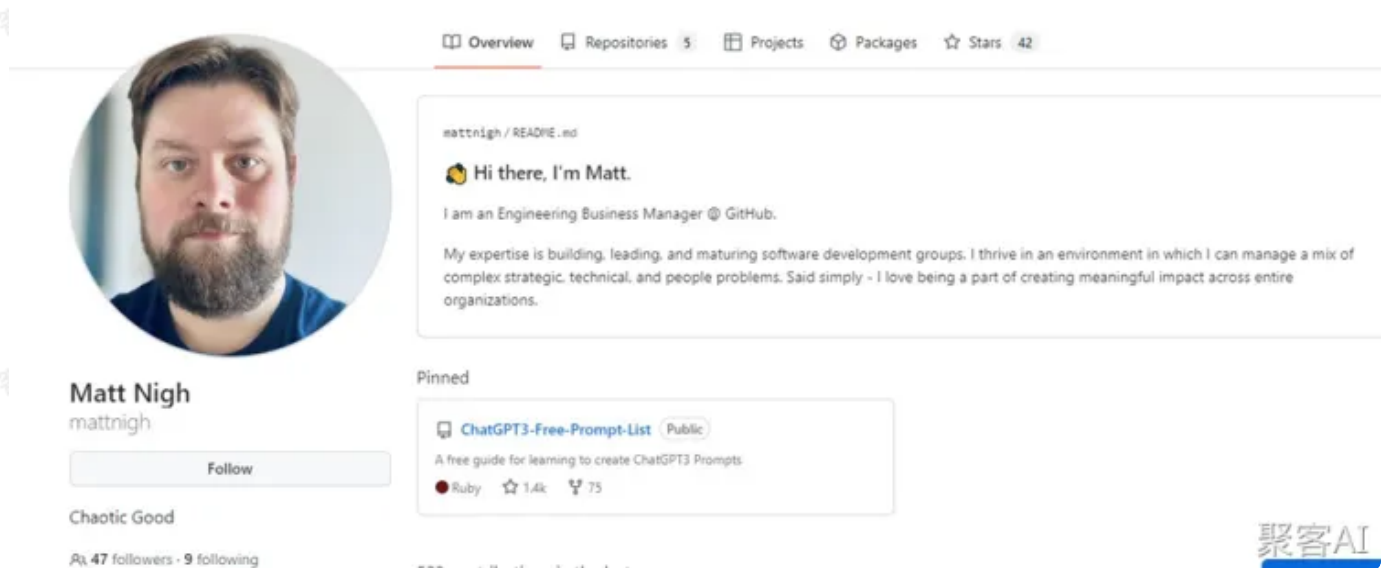 Overview Repositories 5 Projects Packages Stars 42
mattnigh / README.md
Hi there, I'm Matt.
I am an Engineering Business Manager @ GitHub.
My expertise is building, leading, and maturing software development groups. I thrive in an environment in which I can manage a mix of
complex strategic, technical, and people problems. Said simply - I love being a part of creating meaningful impact across entire
organizations.
Matt Nigh
mattnigh
Follow
Chaotic Good
47 followers · 9 following
Pinned
ChatGPT3-Free-Prompt-List Public
A free guide for learning to create ChatGPT3 Prompts
Ruby 1.4k 75
聚客AI